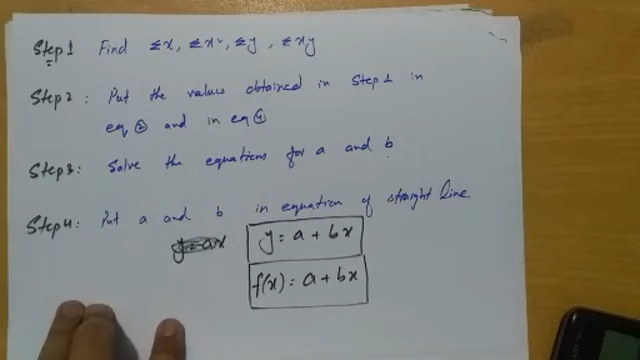 Step 1 Find Σx, Σx², Σy, Σxy
Step 2: Put the values obtained in Step 1 in
eq ② and in eq ④
Step 3: Solve the equations for a and b
Step 4: Put a and b in equation of straight line
y = a + bx
f(x) = a + bx